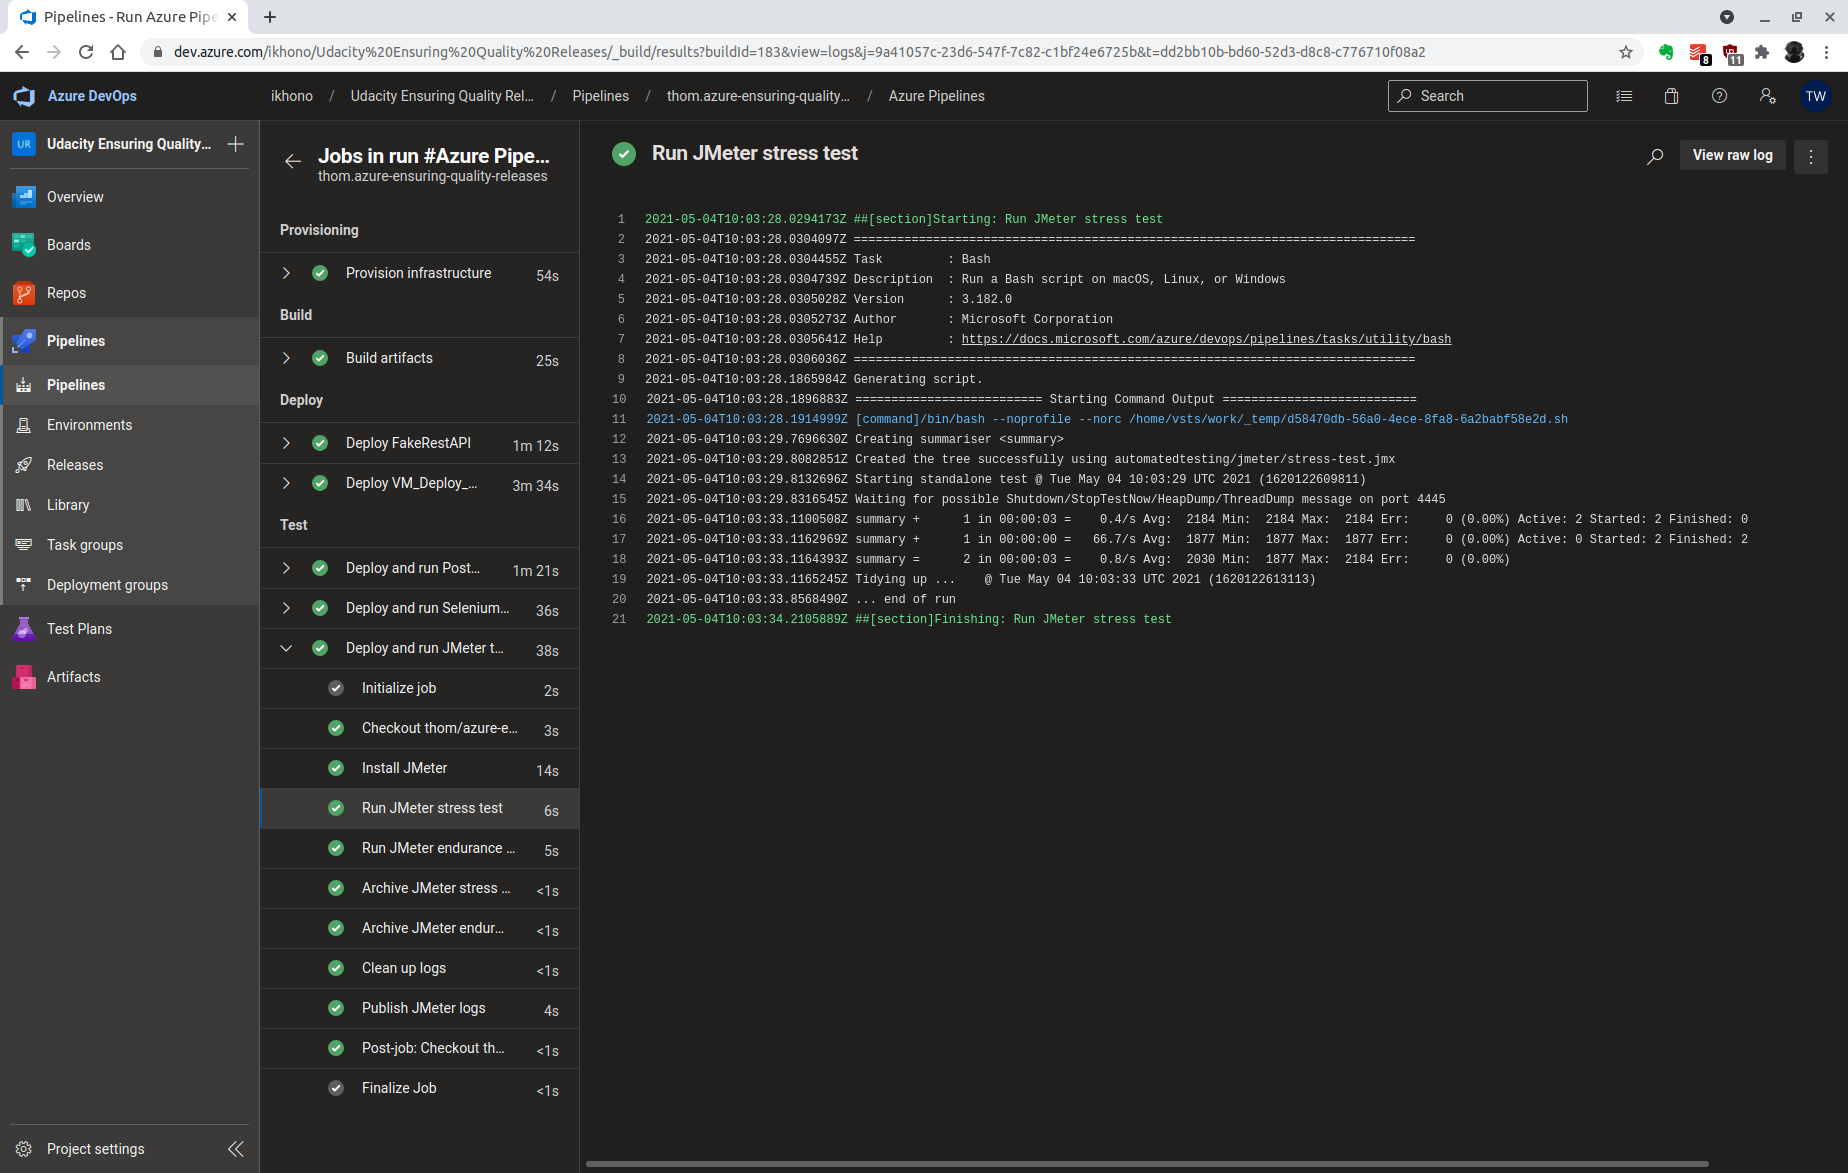 Pipelines - Run Azure Pipe
dev.azure.com/ikhono/Udacity%20Ensuring%20Quality%20Releases/_build/results?buildId=183&view=logs&j=9a41057c-23d6-547f-7c82-c1bf24e6725b&t=dd2bb10b-bd60-52d3-d8c8-c776710f08a2
8
11
Azure DevOps
ikhono / Udacity Ensuring Quality Rel... / Pipelines / thom.azure-ensuring-quality... / Azure Pipelines
Search
TW
UR Udacity Ensuring Quality...
Overview
Boards
Repos
Pipelines
Pipelines
Environments
Releases
Library
Task groups
Deployment groups
Test Plans
Artifacts
Project settings
Jobs in run #Azure Pipe...
thom.azure-ensuring-quality-releases
Provisioning
Provision infrastructure 54s
Build
Build artifacts 25s
Deploy
Deploy FakeRestAPI 1m 12s
Deploy VM_Deploy_... 3m 34s
Test
Deploy and run Post... 1m 21s
Deploy and run Selenium... 36s
Deploy and run JMeter t... 38s
Initialize job 2s
Checkout thom/azure-e... 3s
Install JMeter 14s
Run JMeter stress test 6s
Run JMeter endurance ... 5s
Archive JMeter stress ... <1s
Archive JMeter endur... <1s
Clean up logs <1s
Publish JMeter logs 4s
Post-job: Checkout th... <1s
Finalize Job <1s
Run JMeter stress test
View raw log
1 2021-05-04T10:03:28.0294173Z ##[section]Starting: Run JMeter stress test
2 2021-05-04T10:03:28.0304097Z ==============================================================================
3 2021-05-04T10:03:28.0304455Z Task         : Bash
4 2021-05-04T10:03:28.0304739Z Description  : Run a Bash script on macOS, Linux, or Windows
5 2021-05-04T10:03:28.0305028Z Version      : 3.182.0
6 2021-05-04T10:03:28.0305273Z Author       : Microsoft Corporation
7 2021-05-04T10:03:28.0305641Z Help         : https://docs.microsoft.com/azure/devops/pipelines/tasks/utility/bash
8 2021-05-04T10:03:28.0306036Z ==============================================================================
9 2021-05-04T10:03:28.1865984Z Generating script.
10 2021-05-04T10:03:28.1896883Z ========================== Starting Command Output ===========================
11 2021-05-04T10:03:28.1914999Z [command]/bin/bash --noprofile --norc /home/vsts/work/_temp/d58470db-56a0-4ece-8fa8-6a2babf58e2d.sh
12 2021-05-04T10:03:29.7696630Z Creating summariser <summary>
13 2021-05-04T10:03:29.8082851Z Created the tree successfully using automatedtesting/jmeter/stress-test.jmx
14 2021-05-04T10:03:29.8132696Z Starting standalone test @ Tue May 04 10:03:29 UTC 2021 (1620122609811)
15 2021-05-04T10:03:29.8316545Z Waiting for possible Shutdown/StopTestNow/HeapDump/ThreadDump message on port 4445
16 2021-05-04T10:03:33.1100508Z summary +      1 in 00:00:03 =    0.4/s Avg:  2184 Min:  2184 Max:  2184 Err:     0 (0.00%) Active: 2 Started: 2 Finished: 0
17 2021-05-04T10:03:33.1162969Z summary +      1 in 00:00:00 =   66.7/s Avg:  1877 Min:  1877 Max:  1877 Err:     0 (0.00%) Active: 0 Started: 2 Finished: 2
18 2021-05-04T10:03:33.1164393Z summary =      2 in 00:00:03 =    0.8/s Avg:  2030 Min:  1877 Max:  2184 Err:     0 (0.00%)
19 2021-05-04T10:03:33.1165245Z Tidying up ...    @ Tue May 04 10:03:33 UTC 2021 (1620122613113)
20 2021-05-04T10:03:33.8568490Z ... end of run
21 2021-05-04T10:03:34.2105889Z ##[section]Finishing: Run JMeter stress test